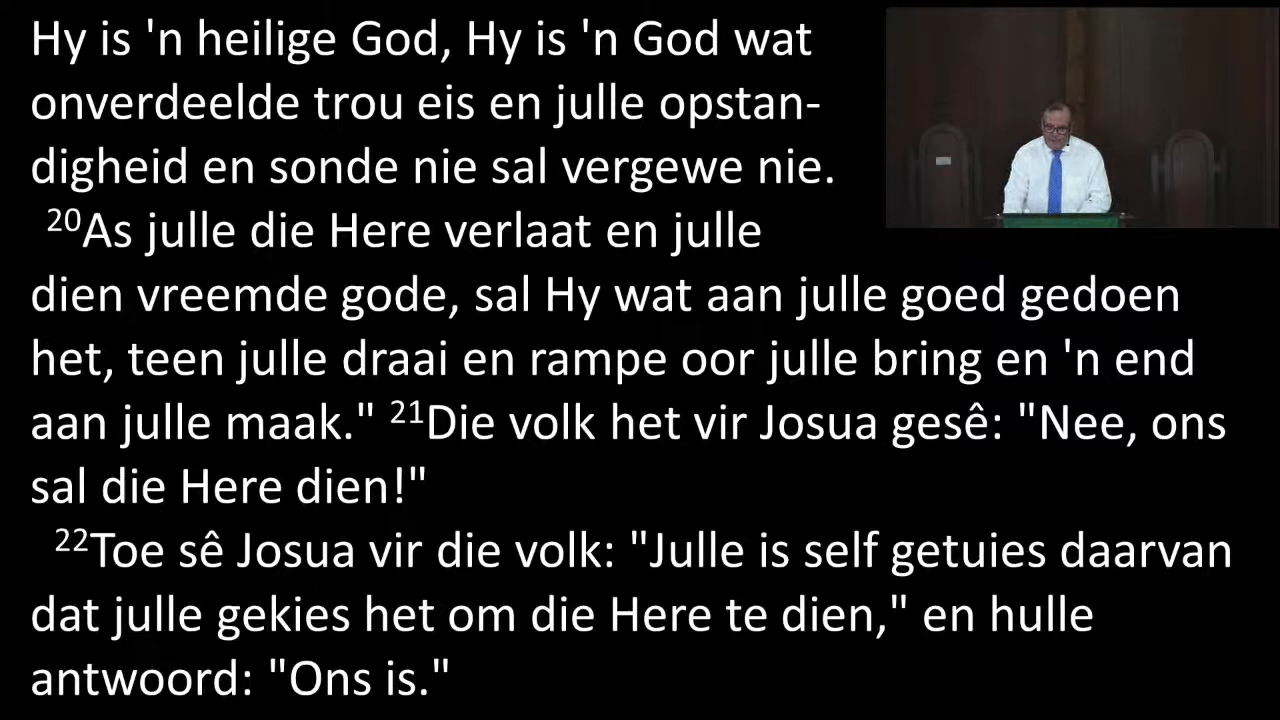 Hy is 'n heilige God, Hy is 'n God wat
onverdeelde trou eis en julle opstan-
digheid en sonde nie sal vergewe nie.
²⁰As julle die Here verlaat en julle
dien vreemde gode, sal Hy wat aan julle goed gedoen
het, teen julle draai en rampe oor julle bring en 'n end
aan julle maak." ²¹Die volk het vir Josua gesê: "Nee, ons
sal die Here dien!"
²²Toe sê Josua vir die volk: "Julle is self getuies daarvan
dat julle gekies het om die Here te dien," en hulle
antwoord: "Ons is."